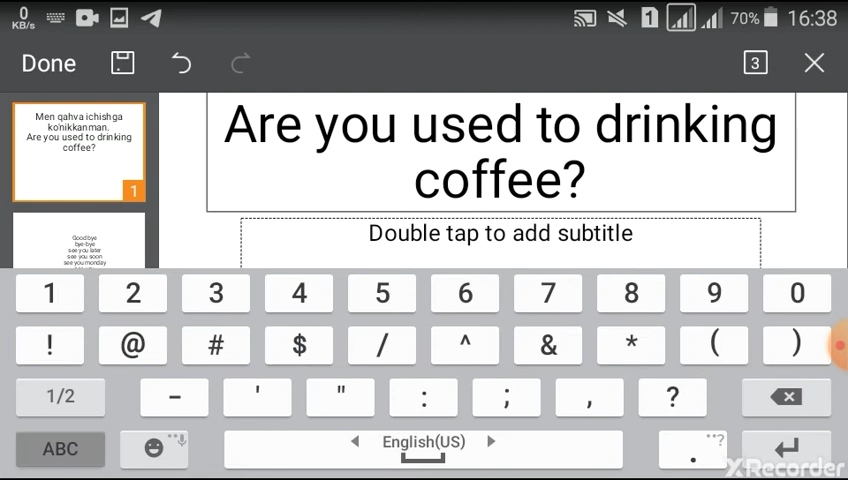 0
KB/s
1
70%
16:38
Done
3
Men qahva ichishga
ko'nikkanman.
Are you used to drinking
coffee?
1
Good bye
bye-bye
see you later
see you soon
see you monday
Are you used to drinking
coffee?
Double tap to add subtitle
1 2 3 4 5 6 7 8 9 0
! @ # $ / ^ & * ( )
1/2 - ' " : ; , ?
ABC English(US) . ..?
XRecorder